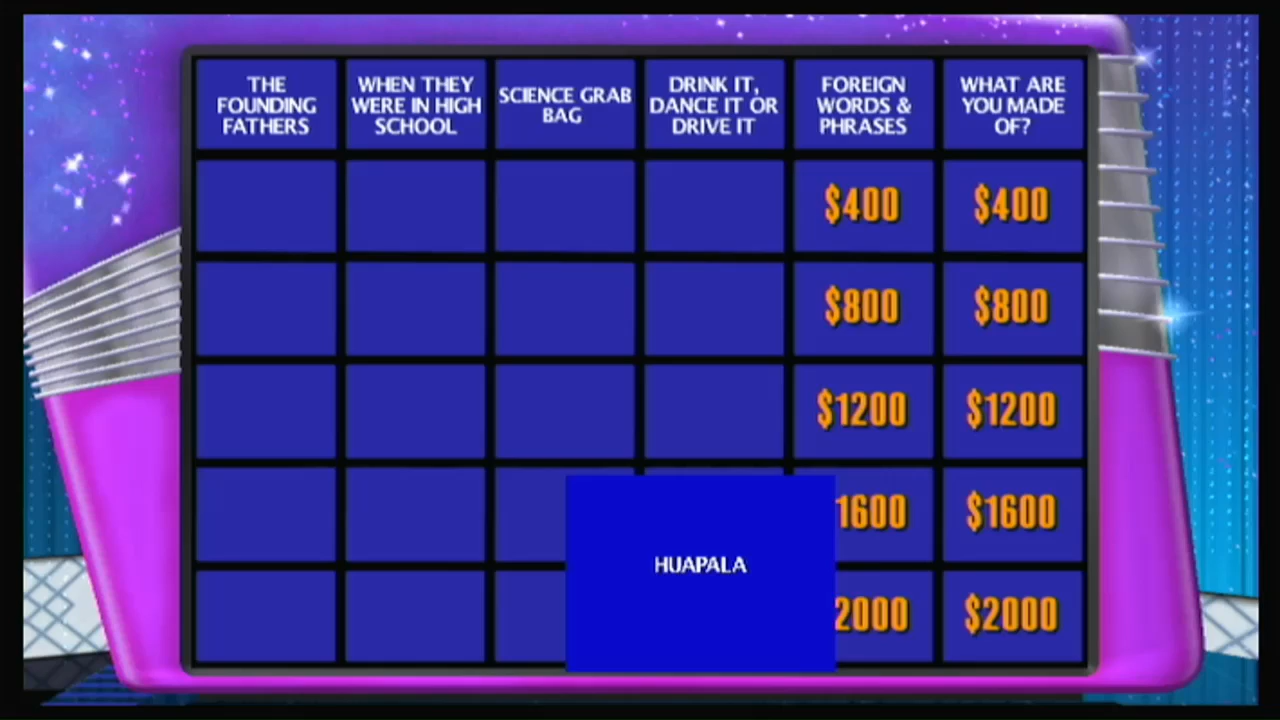 THE
FOUNDING
FATHERS
WHEN THEY
WERE IN HIGH
SCHOOL
SCIENCE GRAB
BAG
DRINK IT,
DANCE IT OR
DRIVE IT
FOREIGN
WORDS &
PHRASES
WHAT ARE
YOU MADE
OF?
$400
$400
$800
$800
$1200
$1200
1600
$1600
HUAPALA
2000
$2000